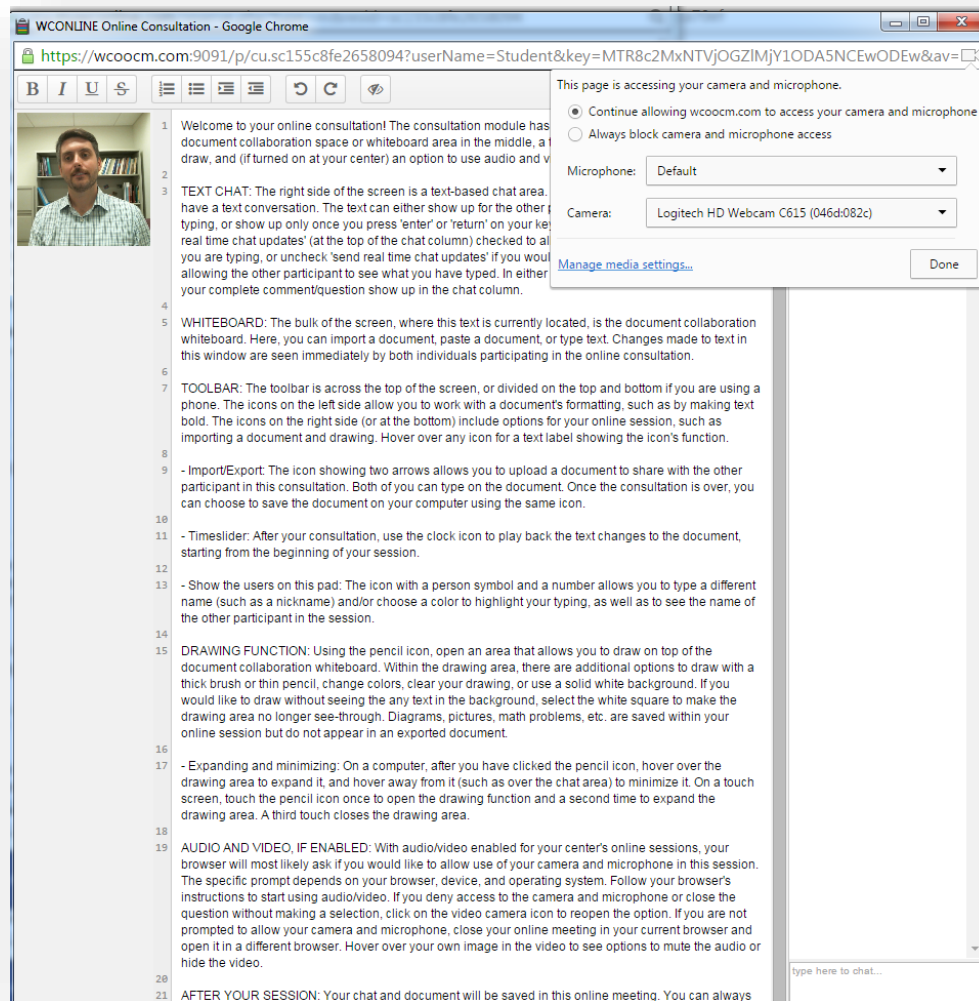 WCONLINE Online Consultation - Google Chrome
https://wcoocm.com:9091/p/cu.sc155c8fe2658094?userName=Student&key=MTR8c2MxNTVjOGZlMjY1ODA5NCEwODEw&av=
B I U S
This page is accessing your camera and microphone.
Continue allowing wcoocm.com to access your camera and microphone
Always block camera and microphone access
Microphone: Default
Camera: Logitech HD Webcam C615 (046d:082c)
Manage media settings...
Done
1 Welcome to your online consultation! The consultation module has
document collaboration space or whiteboard area in the middle, a
draw, and (if turned on at your center) an option to use audio and v
2
3 TEXT CHAT: The right side of the screen is a text-based chat area.
have a text conversation. The text can either show up for the other
typing, or show up only once you press 'enter' or 'return' on your key
real time chat updates' (at the top of the chat column) checked to al
you are typing, or uncheck 'send real time chat updates' if you woul
allowing the other participant to see what you have typed. In either
your complete comment/question show up in the chat column.
4
5 WHITEBOARD: The bulk of the screen, where this text is currently located, is the document collaboration
whiteboard. Here, you can import a document, paste a document, or type text. Changes made to text in
this window are seen immediately by both individuals participating in the online consultation.
6
7 TOOLBAR: The toolbar is across the top of the screen, or divided on the top and bottom if you are using a
phone. The icons on the left side allow you to work with a document's formatting, such as by making text
bold. The icons on the right side (or at the bottom) include options for your online session, such as
importing a document and drawing. Hover over any icon for a text label showing the icon's function.
8
9 - Import/Export: The icon showing two arrows allows you to upload a document to share with the other
participant in this consultation. Both of you can type on the document. Once the consultation is over, you
can choose to save the document on your computer using the same icon.
10
11 - Timeslider: After your consultation, use the clock icon to play back the text changes to the document,
starting from the beginning of your session.
12
13 - Show the users on this pad: The icon with a person symbol and a number allows you to type a different
name (such as a nickname) and/or choose a color to highlight your typing, as well as to see the name of
the other participant in the session.
14
15 DRAWING FUNCTION: Using the pencil icon, open an area that allows you to draw on top of the
document collaboration whiteboard. Within the drawing area, there are additional options to draw with a
thick brush or thin pencil, change colors, clear your drawing, or use a solid white background. If you
would like to draw without seeing the any text in the background, select the white square to make the
drawing area no longer see-through. Diagrams, pictures, math problems, etc. are saved within your
online session but do not appear in an exported document.
16
17 - Expanding and minimizing: On a computer, after you have clicked the pencil icon, hover over the
drawing area to expand it, and hover away from it (such as over the chat area) to minimize it. On a touch
screen, touch the pencil icon once to open the drawing function and a second time to expand the
drawing area. A third touch closes the drawing area.
18
19 AUDIO AND VIDEO, IF ENABLED: With audio/video enabled for your center's online sessions, your
browser will most likely ask if you would like to allow use of your camera and microphone in this session.
The specific prompt depends on your browser, device, and operating system. Follow your browser's
instructions to start using audio/video. If you deny access to the camera and microphone or close the
question without making a selection, click on the video camera icon to reopen the option. If you are not
prompted to allow your camera and microphone, close your online meeting in your current browser and
open it in a different browser. Hover over your own image in the video to see options to mute the audio or
hide the video.
20
21 AFTER YOUR SESSION: Your chat and document will be saved in this online meeting. You can always
type here to chat...